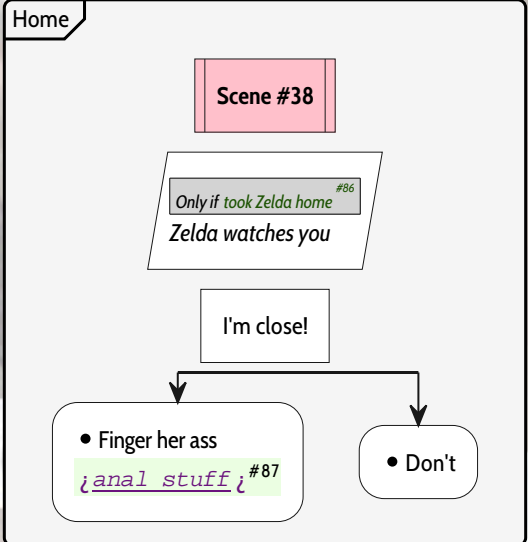 Home
Scene #38
#86
Only if took Zelda home
Zelda watches you
I'm close!
• Finger her ass
¿anal stuff¿#87
• Don't